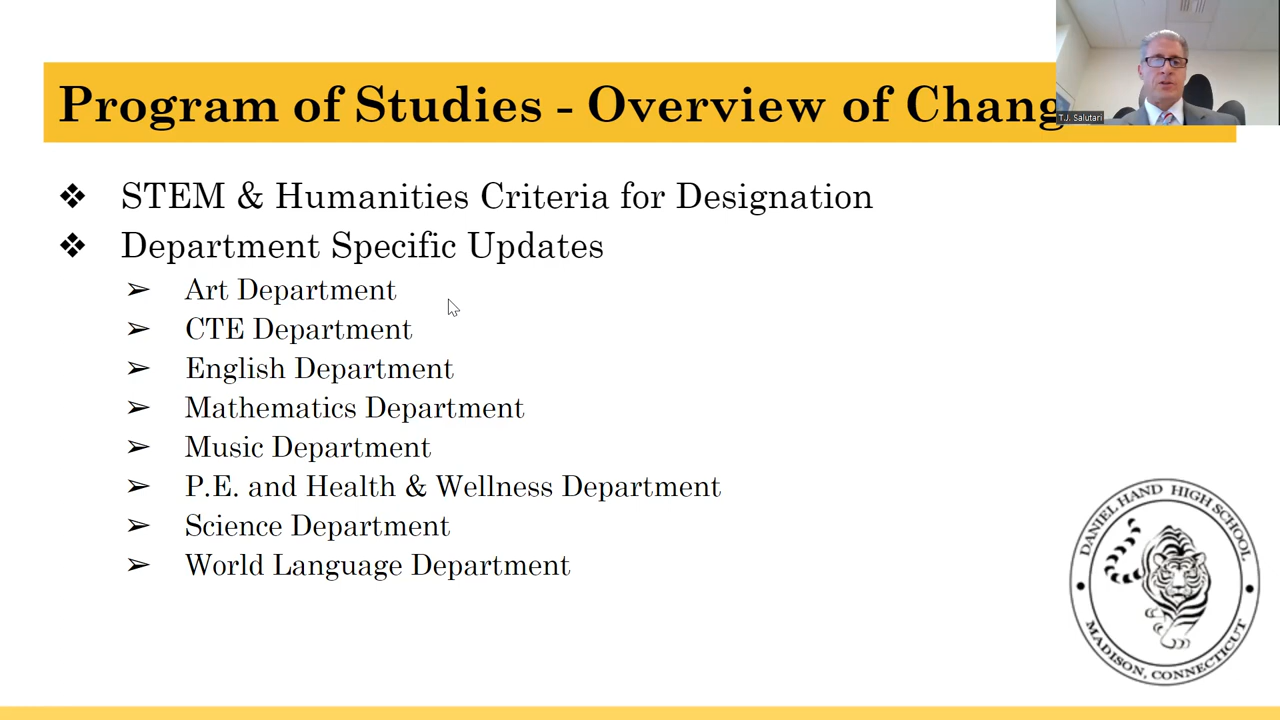 Program of Studies - Overview of Chang
T.J. Salutari
❖ STEM & Humanities Criteria for Designation
❖ Department Specific Updates
➢ Art Department
➢ CTE Department
➢ English Department
➢ Mathematics Department
➢ Music Department
➢ P.E. and Health & Wellness Department
➢ Science Department
➢ World Language Department
DANIEL HAND HIGH SCHOOL
MADISON, CONNECTICUT